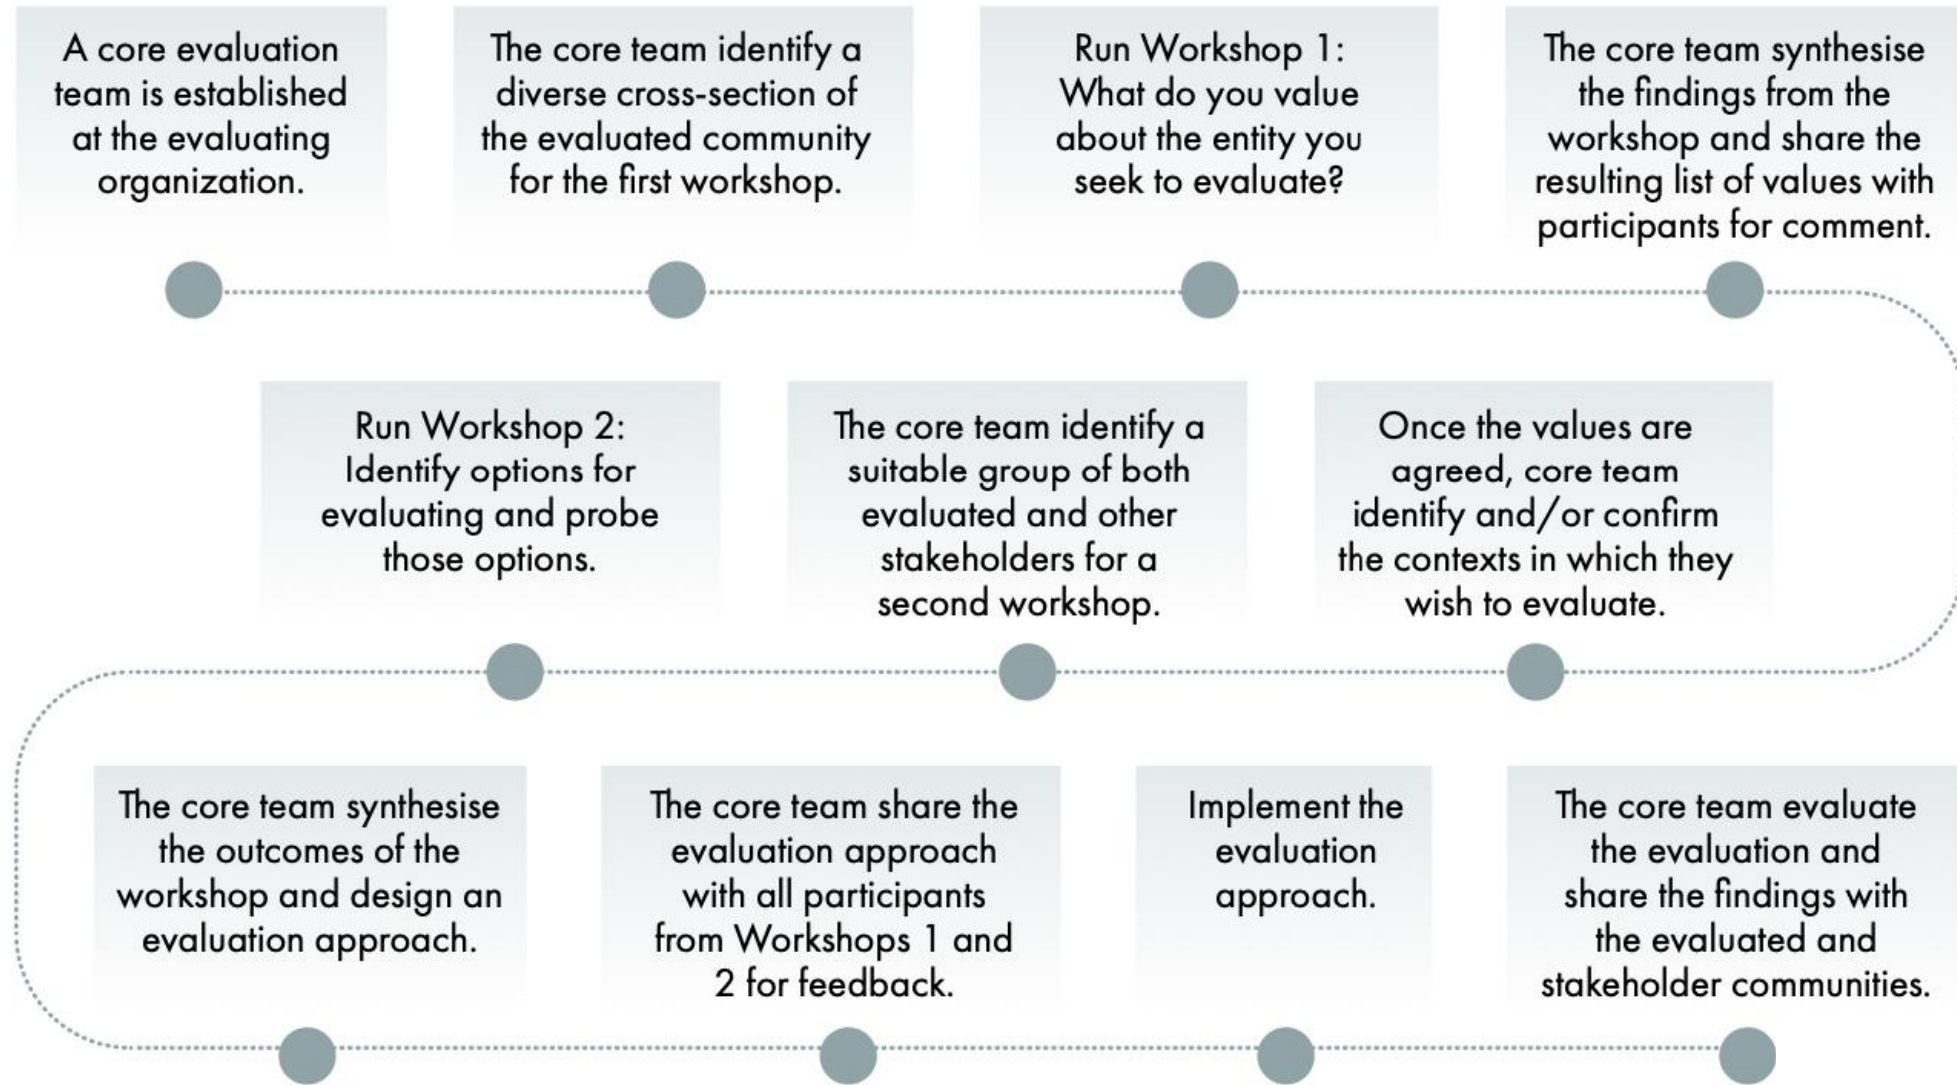 A core evaluation
team is established
at the evaluating
organization.
The core team identify a
diverse cross-section of
the evaluated community
for the first workshop.
Run Workshop 1:
What do you value
about the entity you
seek to evaluate?
The core team synthesise
the findings from the
workshop and share the
resulting list of values with
participants for comment.
Once the values are
agreed, core team
identify and/or confirm
the contexts in which they
wish to evaluate.
The core team identify a
suitable group of both
evaluated and other
stakeholders for a
second workshop.
Run Workshop 2:
Identify options for
evaluating and probe
those options.
The core team synthesise
the outcomes of the
workshop and design an
evaluation approach.
The core team share the
evaluation approach
with all participants
from Workshops 1 and
2 for feedback.
Implement the
evaluation
approach.
The core team evaluate
the evaluation and
share the findings with
the evaluated and
stakeholder communities.